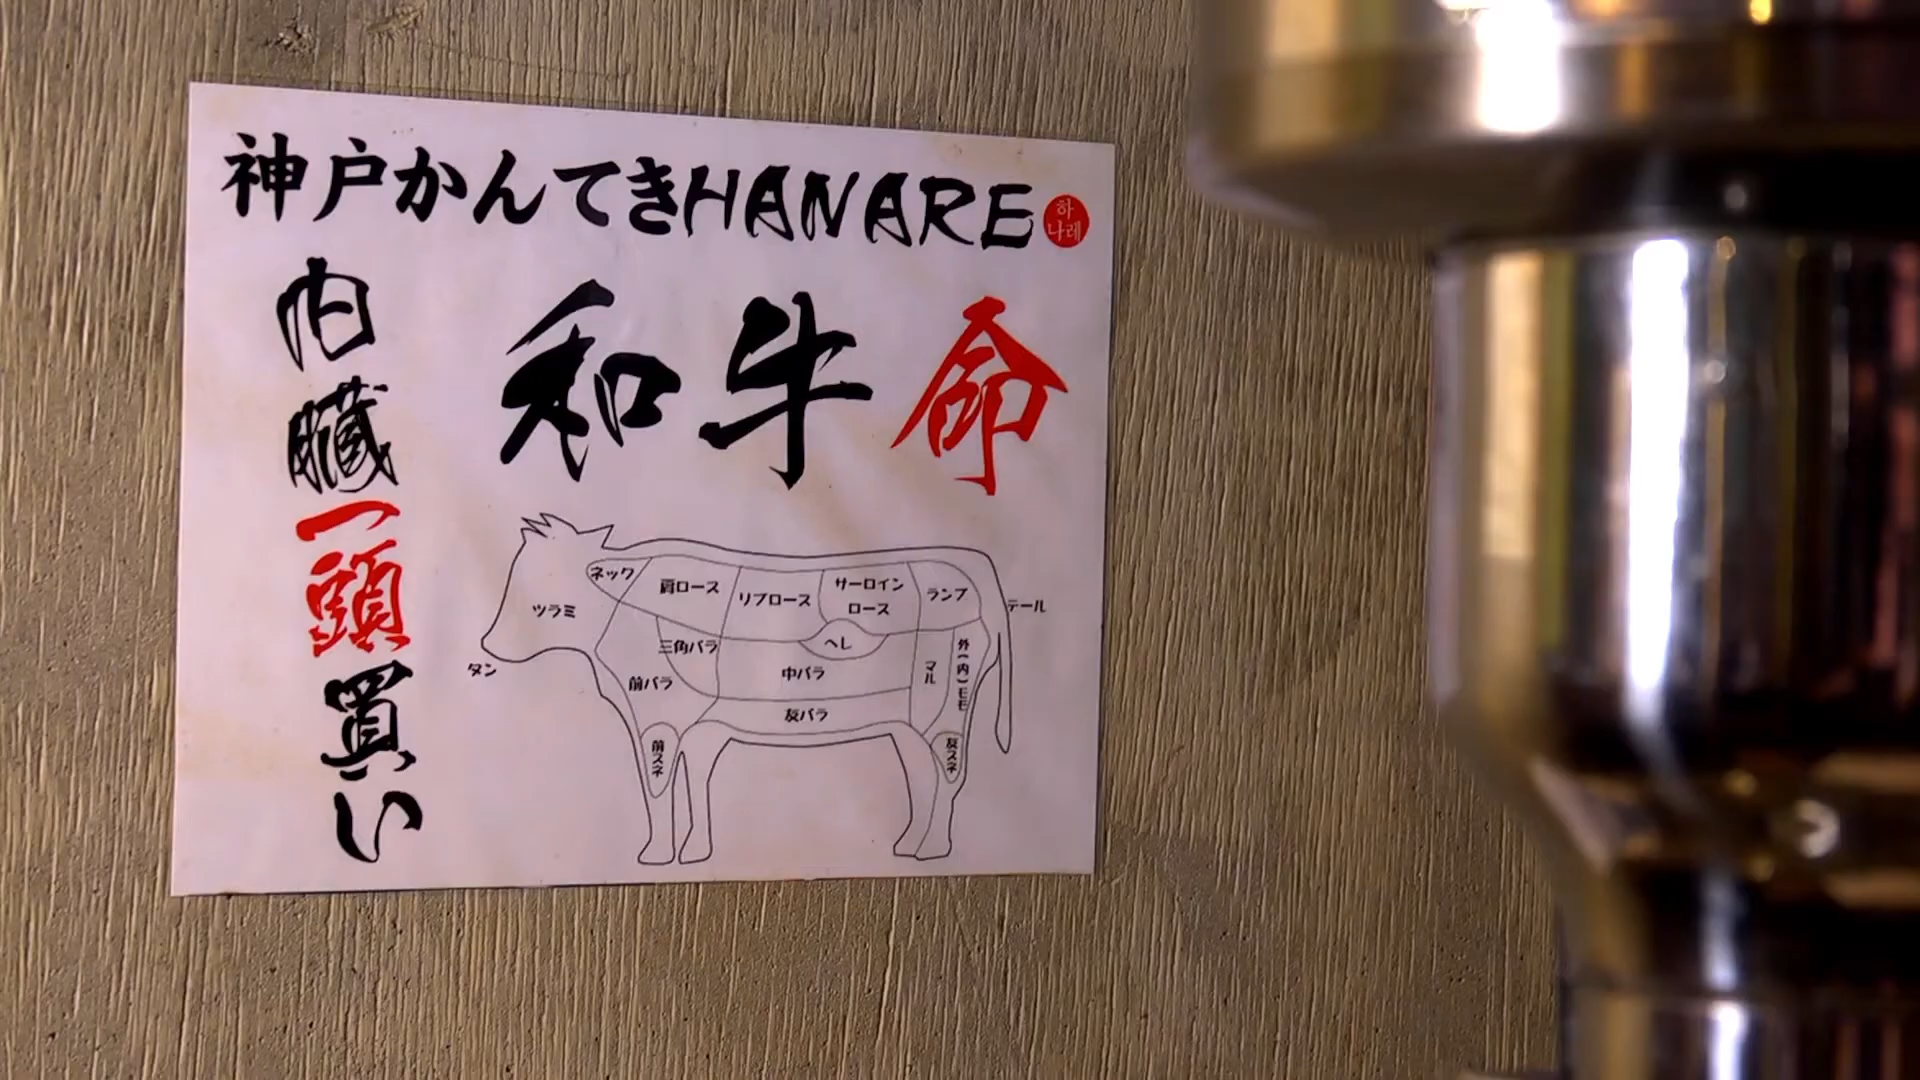 神戸かんてきHANARE
하
나레
内臓一頭買い
和牛命
ネック
肩ロース
リブロース
サーロイン
ロース
ランプ
テール
ツラミ
タン
三角バラ
ヘレ
前バラ
中バラ
マル
外(内)モモ
友バラ
前スネ
友スネ